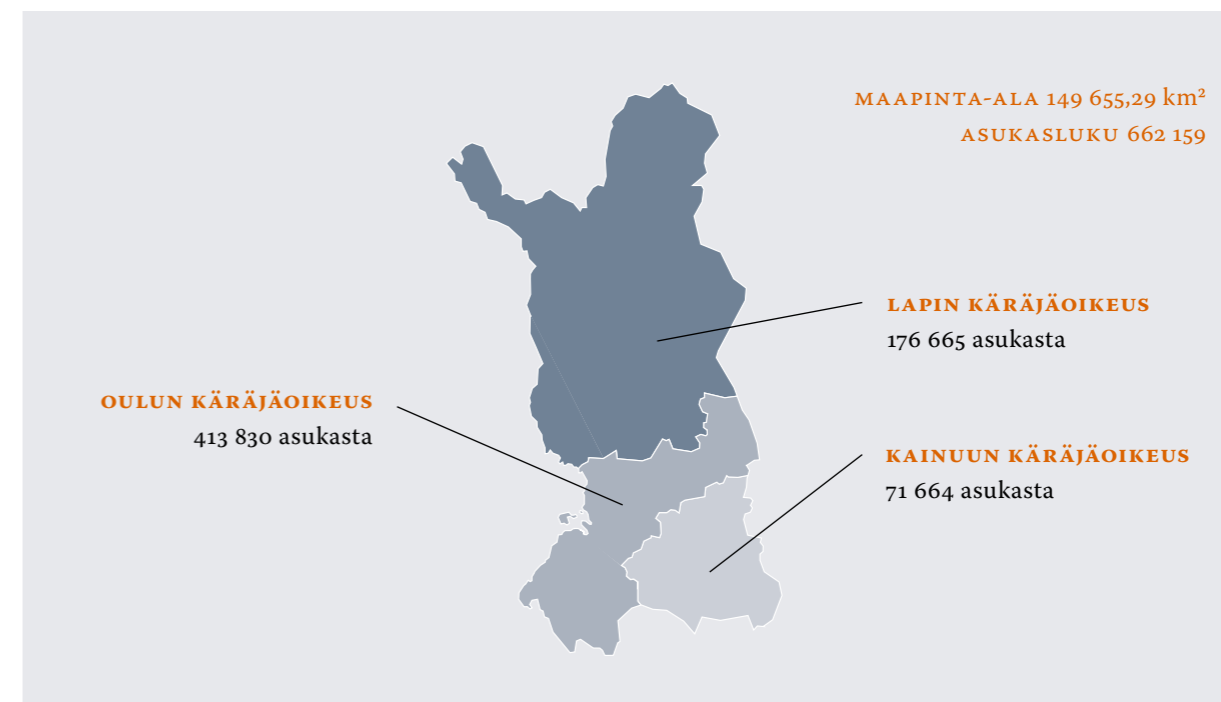 MAAPINTA-ALA 149 655,29 km²
ASUKASLUKU 662 159
LAPIN KÄRÄJÄOIKEUS
176 665 asukasta
OULUN KÄRÄJÄOIKEUS
413 830 asukasta
KAINUUN KÄRÄJÄOIKEUS
71 664 asukasta